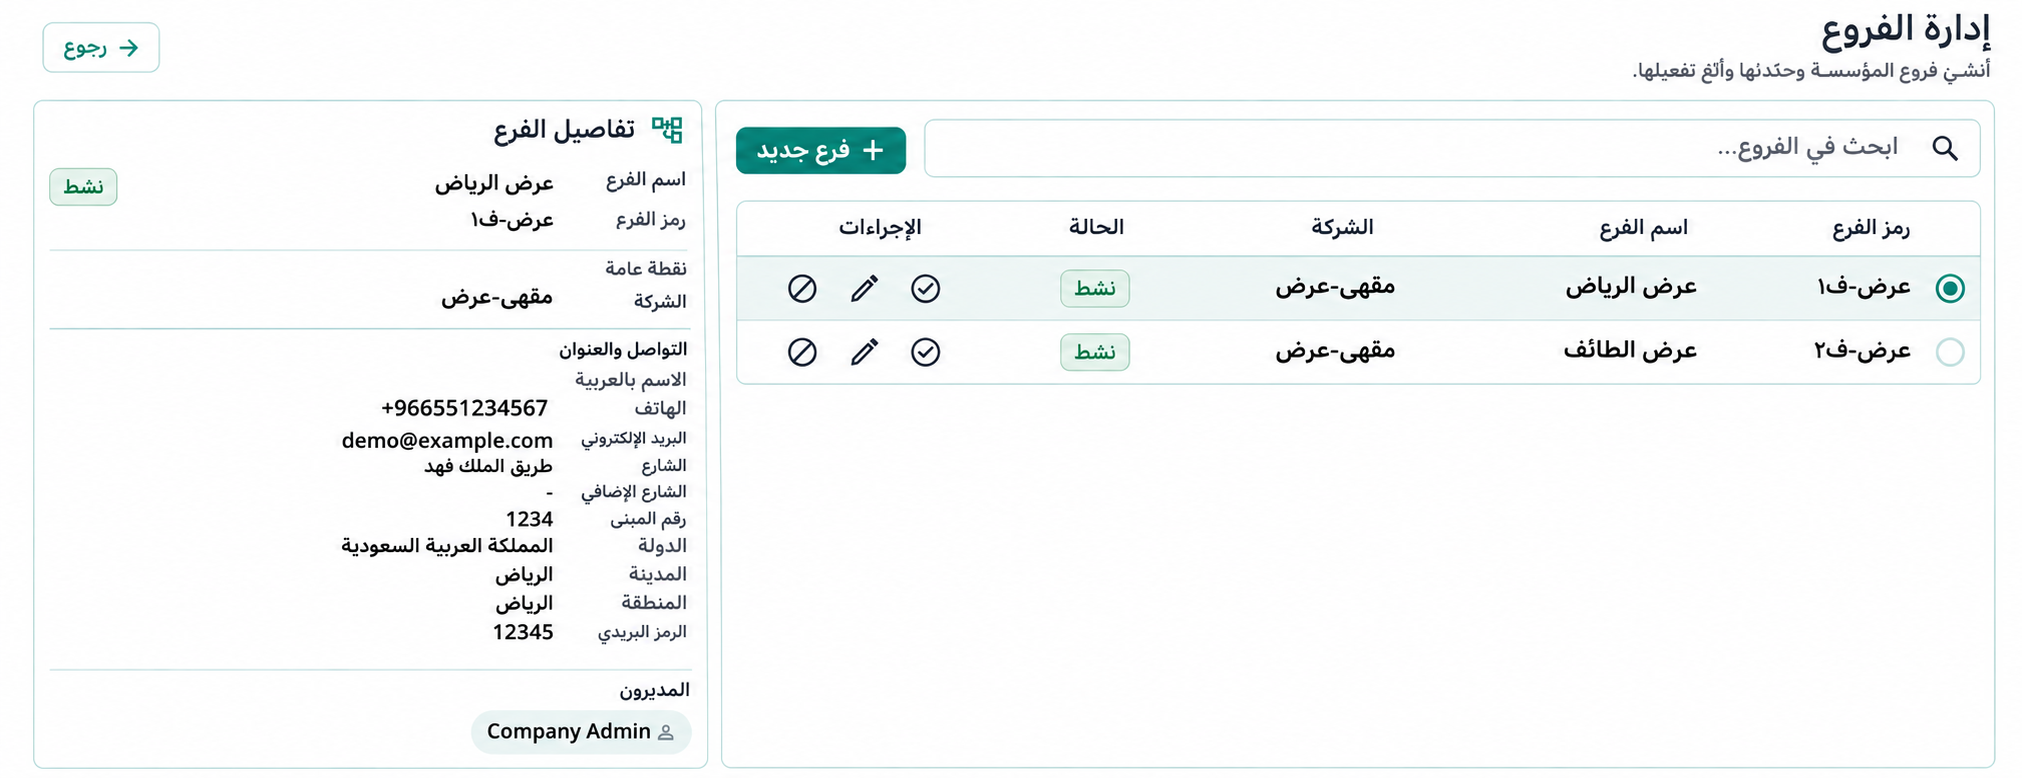 إدارة الفروع
أنشئ فروع المؤسسة وحدّدثها وألغ تفعيلها.
رجوع
ابحث في الفروع...
فرع جديد
رمز الفرع اسم الفرع الشركة الحالة الإجراءات
عرض-ف١ عرض الرياض مقهى-عرض نشط
عرض-ف٢ عرض الطائف مقهى-عرض نشط
تفاصيل الفرع
اسم الفرع عرض الرياض نشط
رمز الفرع عرض-ف١
نقطة عامة
الشركة مقهى-عرض
التواصل والعنوان
الاسم بالعربية
الهاتف +966551234567
البريد الإلكتروني demo@example.com
الشارع طريق الملك فهد
الشارع الإضافي -
رقم المبنى 1234
الدولة المملكة العربية السعودية
المدينة الرياض
المنطقة الرياض
الرمز البريدي 12345
المديرون
Company Admin